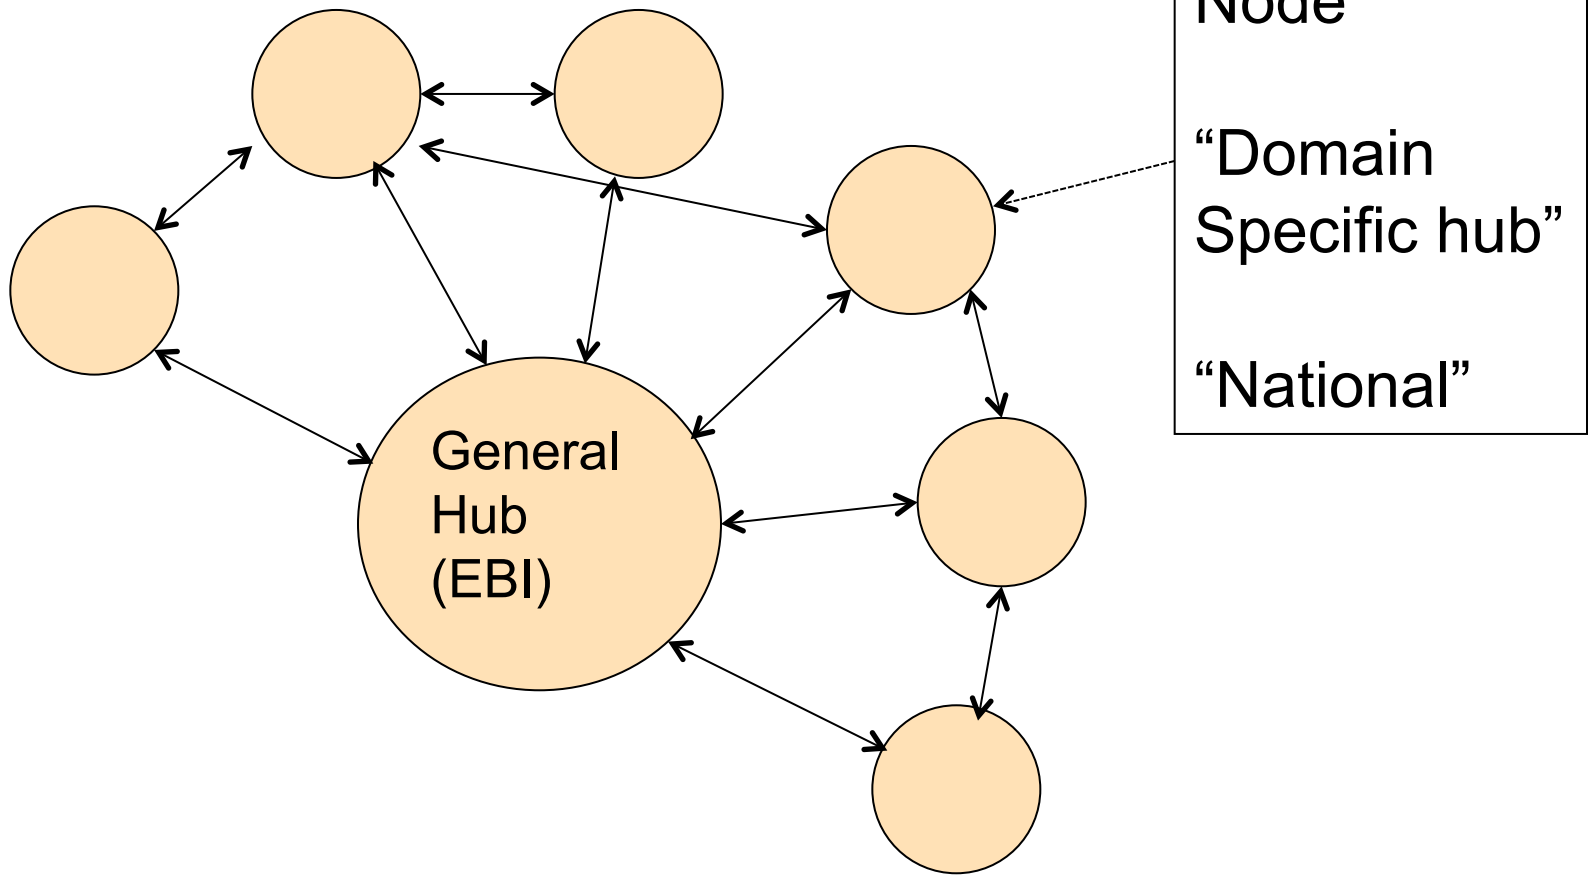 General
Hub
(EBI)
Node
“Domain
Specific hub”
“National”